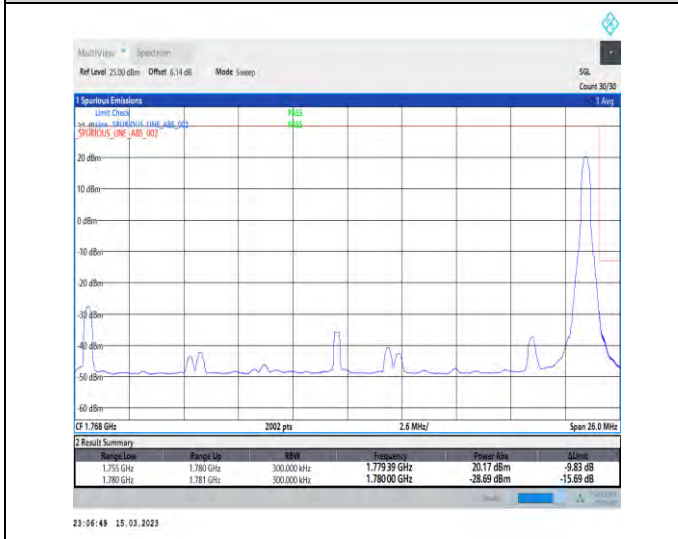 MultiView Spectrum
Ref Level 25.00 dBm Offset 6.14 dB Mode Sweep SGL
Count 30/30
1 Spurious Emissions 1 Avg
Limit Check PASS
Line SPURIOUS_LINE_ABS_002 PASS
SPURIOUS_LINE_ABS_002
20 dBm
10 dBm
0 dBm
-10 dBm
-20 dBm
-30 dBm
-40 dBm
-50 dBm
-60 dBm
CF 1.768 GHz 2002 pts 2.6 MHz/ Span 26.0 MHz
2 Result Summary
Range Low Range Up RBW Frequency Power Abs ΔLimit
1.755 GHz 1.780 GHz 300.000 kHz 1.779 39 GHz 20.17 dBm -9.83 dB
1.780 GHz 1.781 GHz 300.000 kHz 1.780 00 GHz -28.69 dBm -15.69 dB
23:06:49 15.03.2023